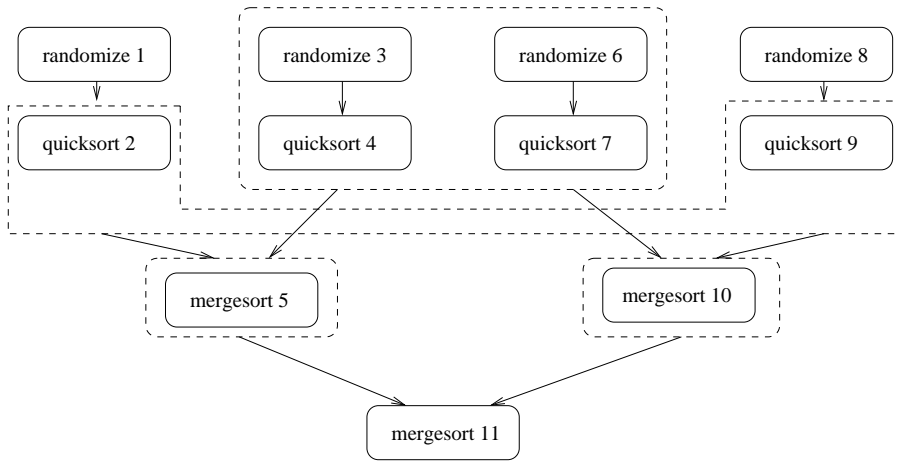 randomize 1
randomize 3
randomize 6
randomize 8
quicksort 2
quicksort 4
quicksort 7
quicksort 9
mergesort 5
mergesort 10
mergesort 11